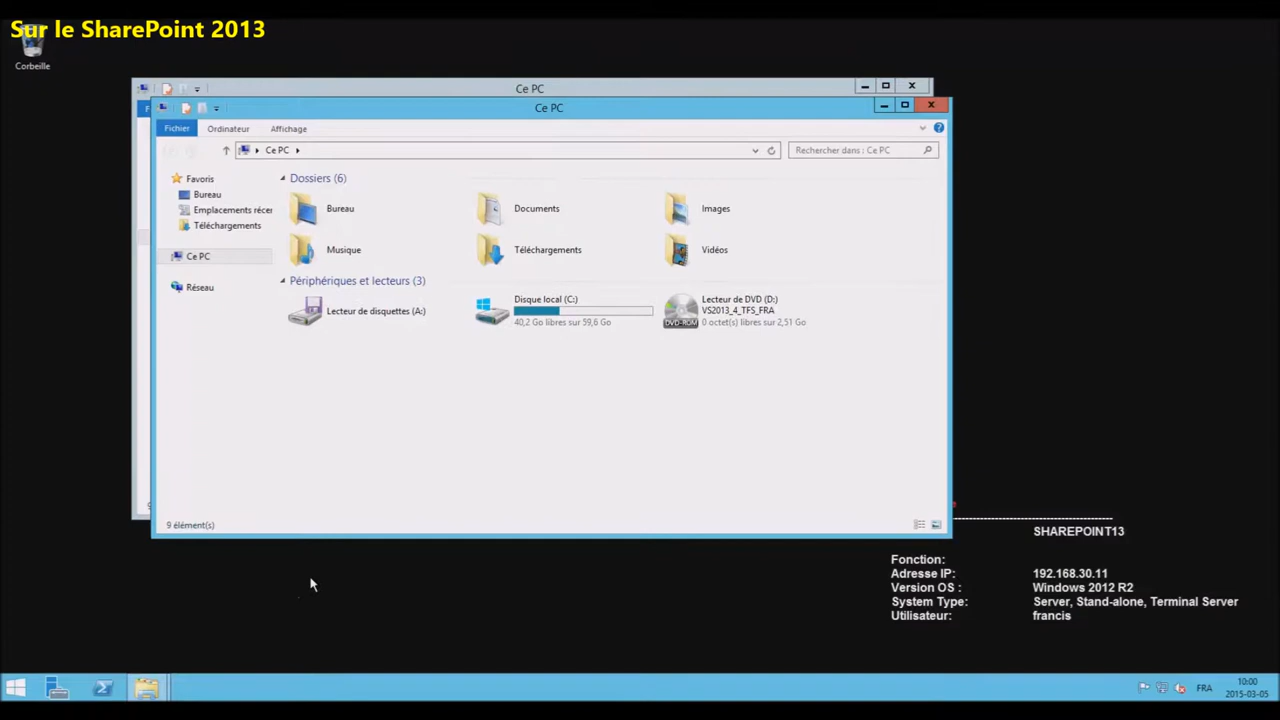 Sur le SharePoint 2013
Corbeille
Ce PC
Ce PC
Fichier
Ordinateur
Affichage
Ce PC
Rechercher dans : Ce PC
Favoris
Bureau
Emplacements récer
Téléchargements
Ce PC
Réseau
Dossiers (6)
Bureau
Documents
Images
Musique
Téléchargements
Vidéos
Périphériques et lecteurs (3)
Lecteur de disquettes (A:)
Disque local (C:)
40,2 Go libres sur 59,6 Go
DVD-ROM
Lecteur de DVD (D:)
VS2013_4_TFS_FRA
0 octet(s) libres sur 2,51 Go
9 élément(s)
SHAREPOINT13
Fonction:
Adresse IP: 192.168.30.11
Version OS : Windows 2012 R2
System Type: Server, Stand-alone, Terminal Server
Utilisateur: francis
FRA
10:00
2015-03-05